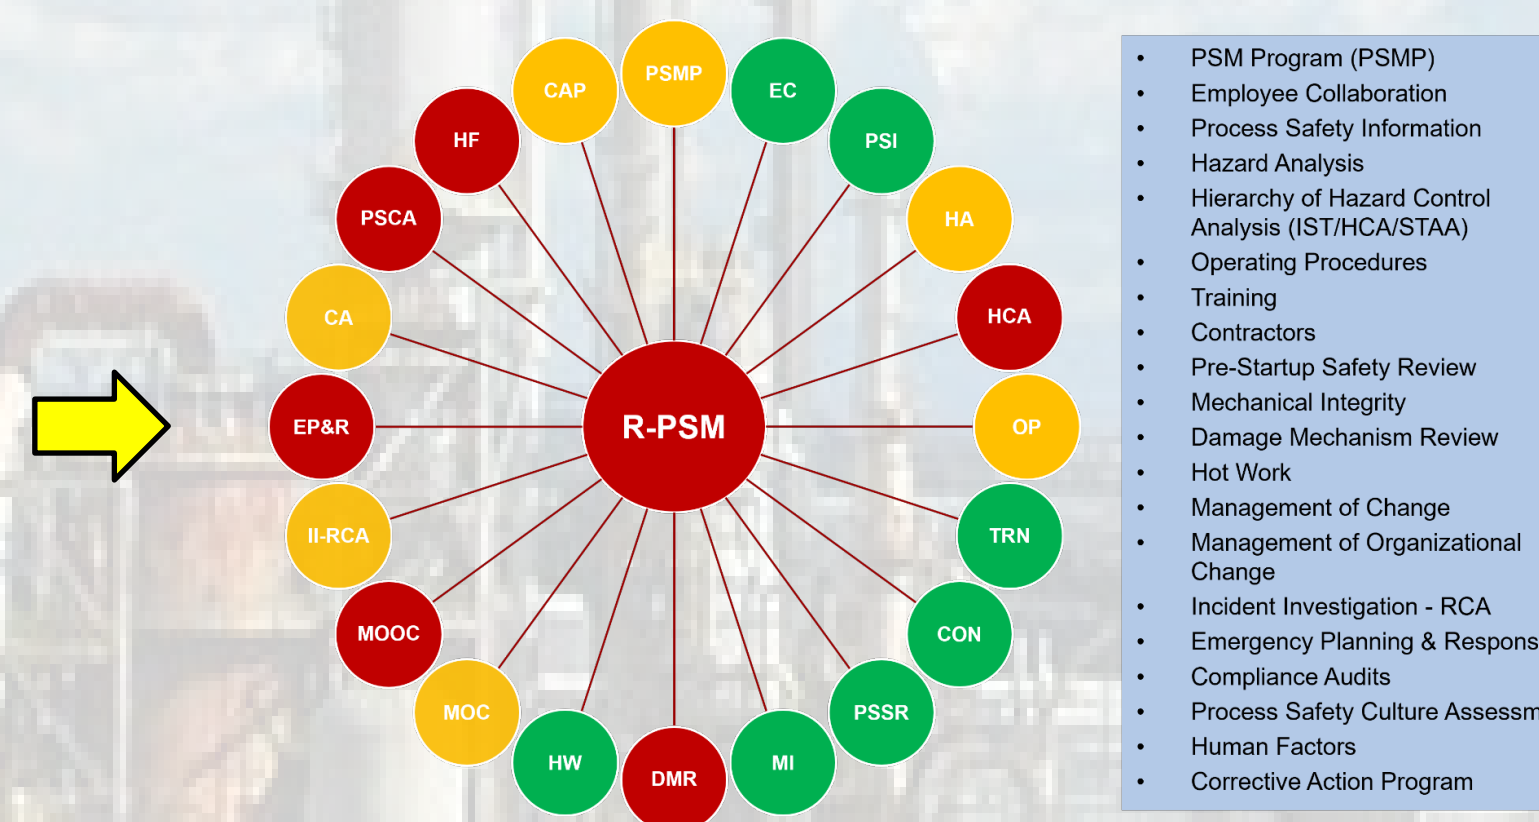 PSMP
EC
PSI
HA
HCA
OP
TRN
CON
PSSR
MI
DMR
HW
MOC
MOOC
II-RCA
EP&R
CA
PSCA
HF
CAP
R-PSM
• PSM Program (PSMP)
• Employee Collaboration
• Process Safety Information
• Hazard Analysis
• Hierarchy of Hazard Control
Analysis (IST/HCA/STAA)
• Operating Procedures
• Training
• Contractors
• Pre-Startup Safety Review
• Mechanical Integrity
• Damage Mechanism Review
• Hot Work
• Management of Change
• Management of Organizational
Change
• Incident Investigation - RCA
• Emergency Planning & Respons
• Compliance Audits
• Process Safety Culture Assessm
• Human Factors
• Corrective Action Program